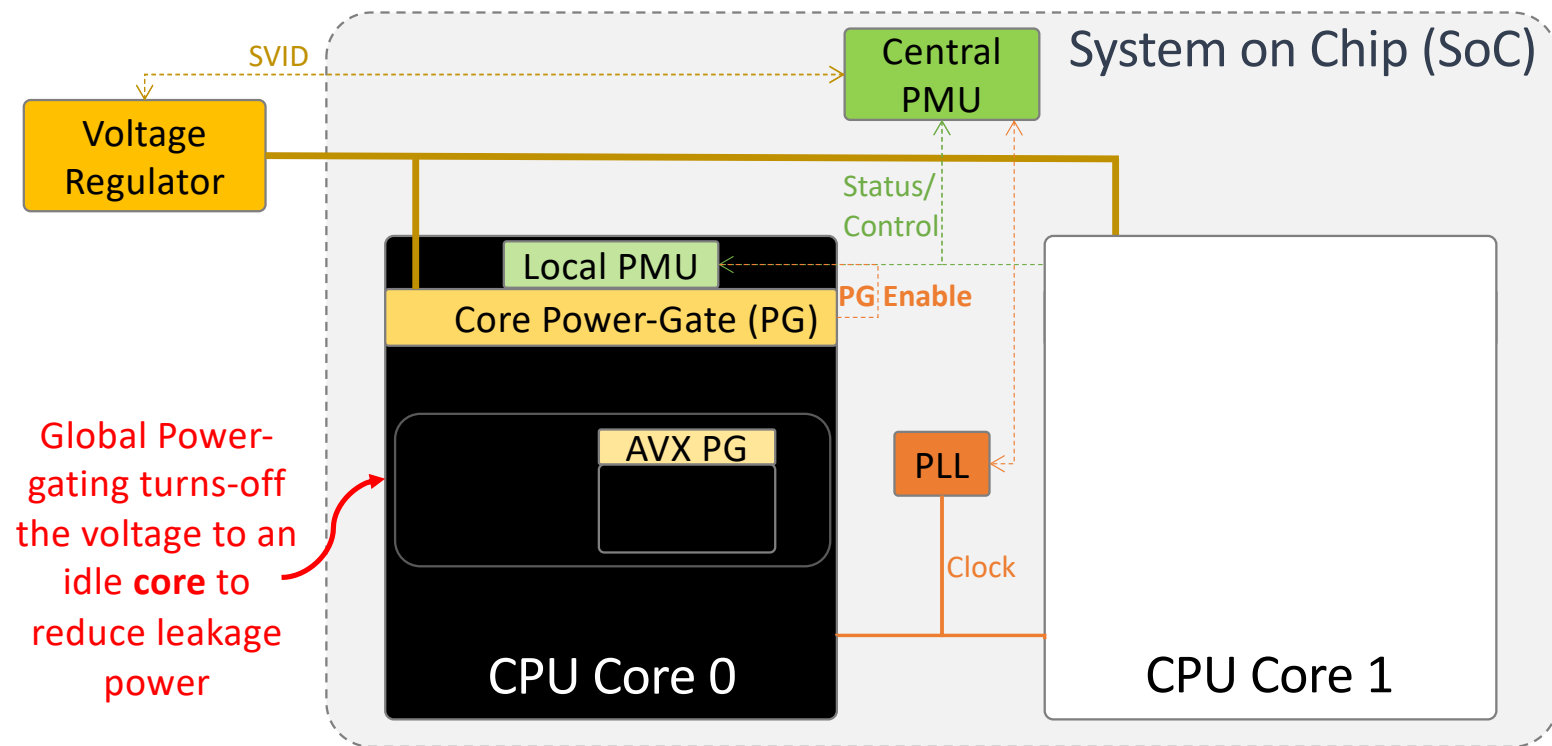 System on Chip (SoC)
SVID
Central
PMU
Voltage
Regulator
Status/
Control
Local PMU
PG Enable
Core Power-Gate (PG)
Global Power-
gating turns-off
the voltage to an
idle core to
reduce leakage
power
AVX PG
PLL
Clock
CPU Core 0
CPU Core 1